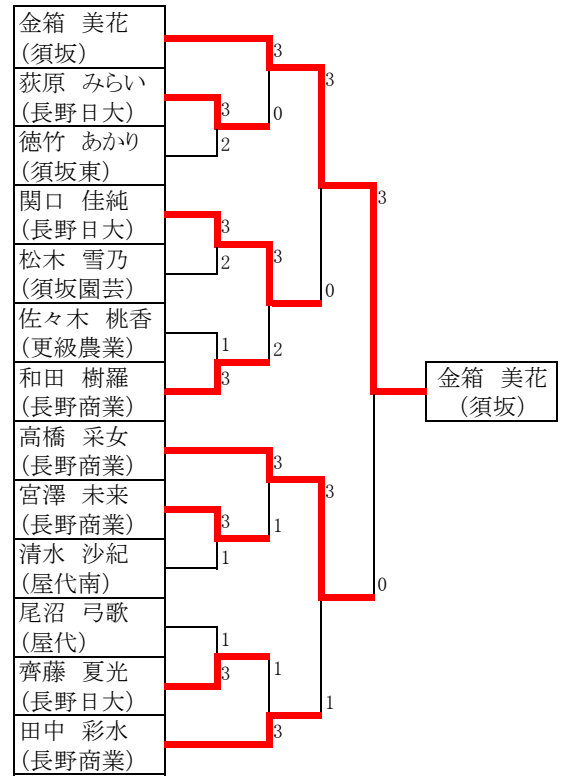 金箱 美花
(須坂)
荻原 みらい
(長野日大)
徳竹 あかり
(須坂東)
関口 佳純
(長野日大)
松木 雪乃
(須坂園芸)
佐々木 桃香
(更級農業)
和田 樹羅
(長野商業)
高橋 采女
(長野商業)
宮澤 未来
(長野商業)
清水 沙紀
(屋代南)
尾沼 弓歌
(屋代)
齊藤 夏光
(長野日大)
田中 彩水
(長野商業)
3
2
3
2
1
3
3
1
1
3
3
0
3
2
3
1
1
3
3
0
3
1
3
0
金箱 美花
(須坂)